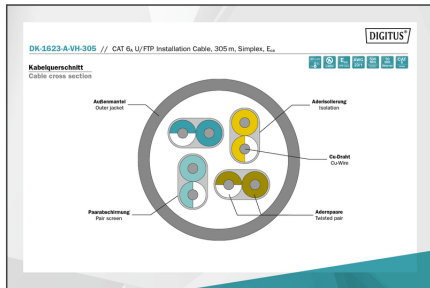 DIGITUS®
DK-1623-A-VH-305 // CAT 6A U/FTP Installation Cable, 305 m, Simplex, Eca
Kabelquerschnitt
Cable cross section
Außenmantel
Outer jacket
Aderisolierung
Isolation
Cu-Draht
Cu-Wire
Paarabschirmung
Pair screen
Adernpaare
Twisted pair